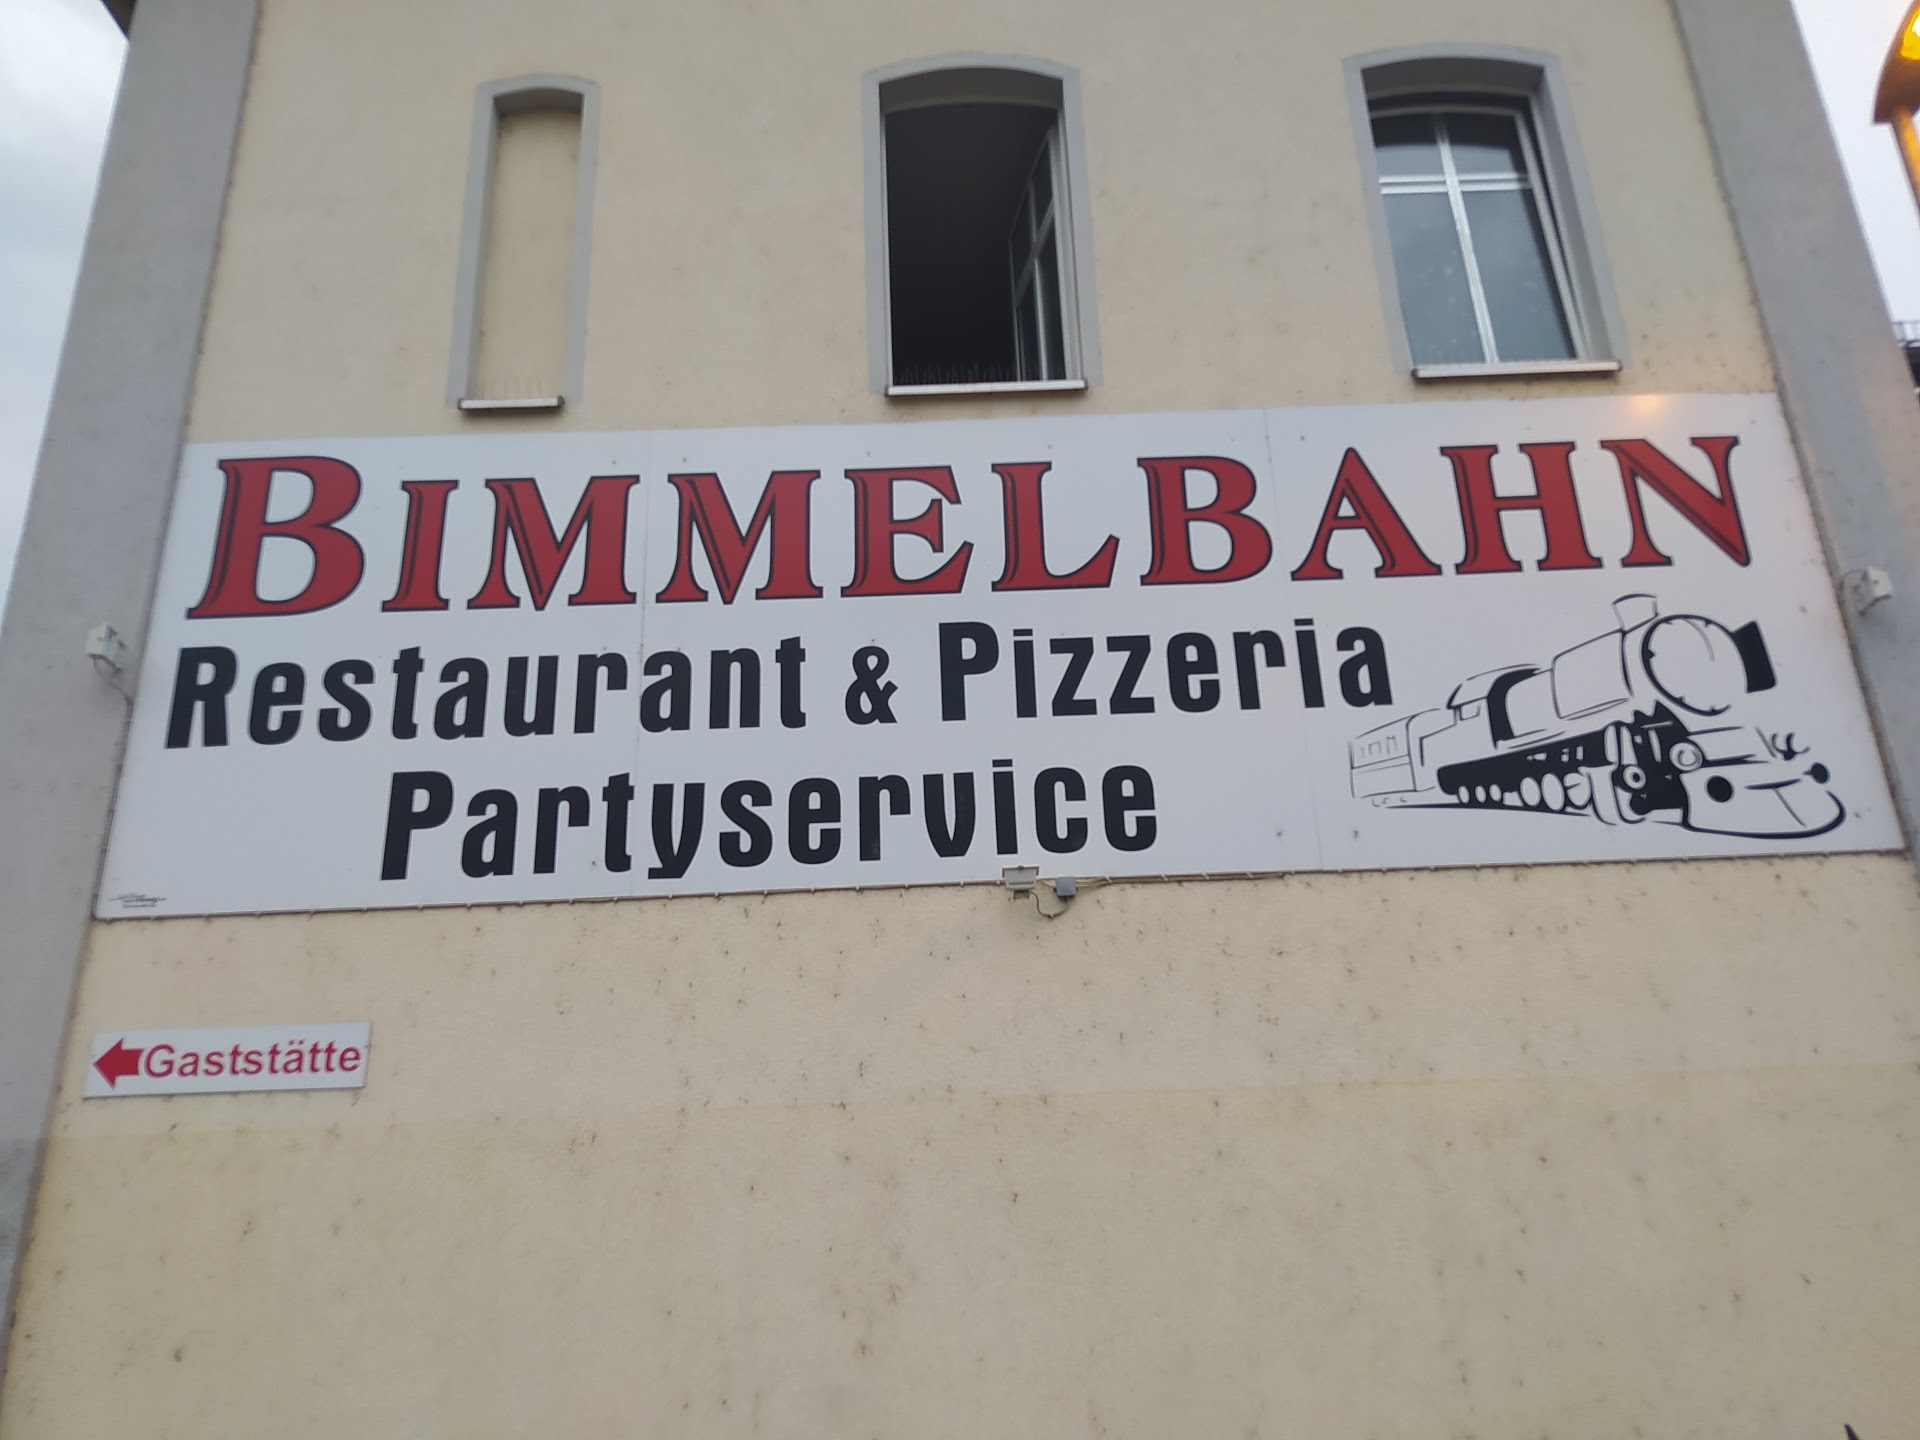 BIMMELBAHN
Restaurant & Pizzeria
Partyservice
Gaststätte